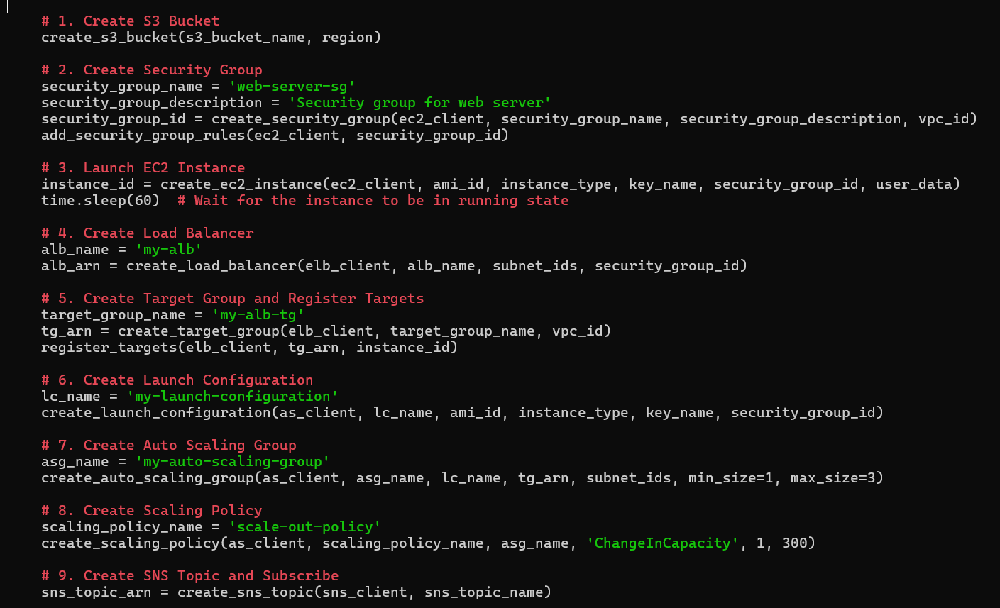 # 1. Create S3 Bucket
create_s3_bucket(s3_bucket_name, region)
# 2. Create Security Group
security_group_name = 'web-server-sg'
security_group_description = 'Security group for web server'
security_group_id = create_security_group(ec2_client, security_group_name, security_group_description, vpc_id)
add_security_group_rules(ec2_client, security_group_id)
# 3. Launch EC2 Instance
instance_id = create_ec2_instance(ec2_client, ami_id, instance_type, key_name, security_group_id, user_data)
time.sleep(60)  # Wait for the instance to be in running state
# 4. Create Load Balancer
alb_name = 'my-alb'
alb_arn = create_load_balancer(elb_client, alb_name, subnet_ids, security_group_id)
# 5. Create Target Group and Register Targets
target_group_name = 'my-alb-tg'
tg_arn = create_target_group(elb_client, target_group_name, vpc_id)
register_targets(elb_client, tg_arn, instance_id)
# 6. Create Launch Configuration
lc_name = 'my-launch-configuration'
create_launch_configuration(as_client, lc_name, ami_id, instance_type, key_name, security_group_id)
# 7. Create Auto Scaling Group
asg_name = 'my-auto-scaling-group'
create_auto_scaling_group(as_client, asg_name, lc_name, tg_arn, subnet_ids, min_size=1, max_size=3)
# 8. Create Scaling Policy
scaling_policy_name = 'scale-out-policy'
create_scaling_policy(as_client, scaling_policy_name, asg_name, 'ChangeInCapacity', 1, 300)
# 9. Create SNS Topic and Subscribe
sns_topic_arn = create_sns_topic(sns_client, sns_topic_name)